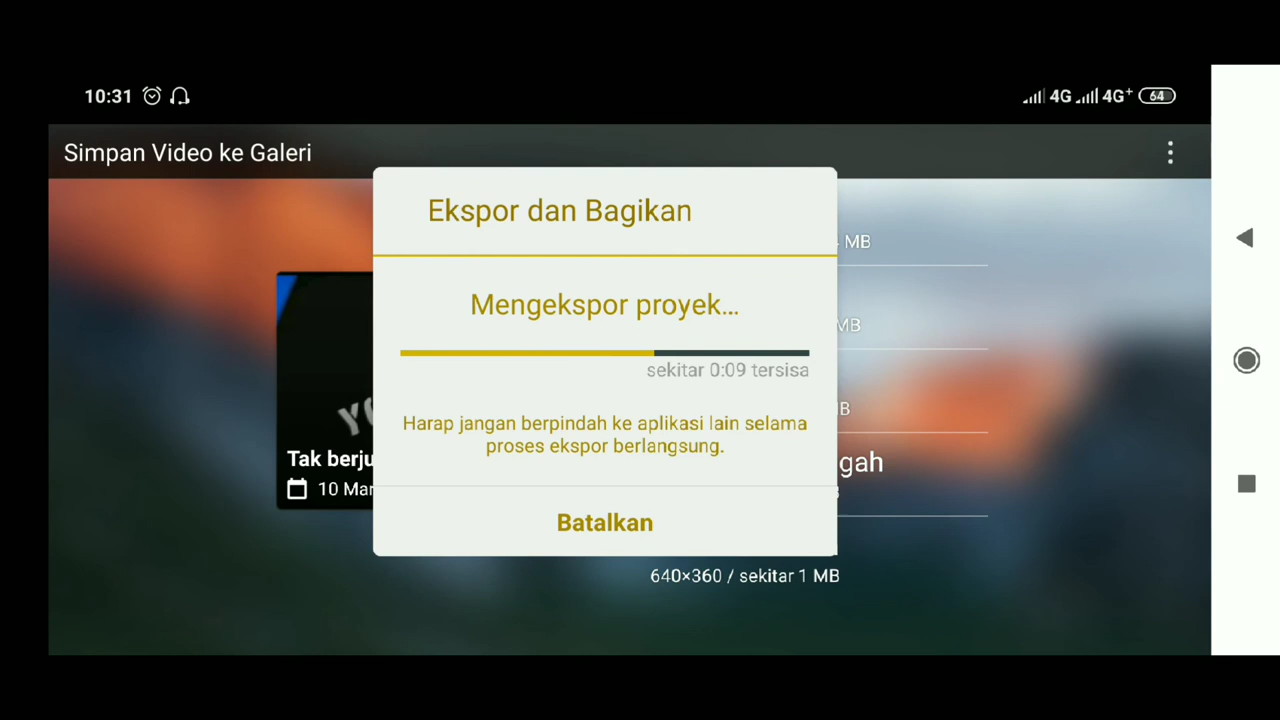 10:31 4G 4G+ 64
Simpan Video ke Galeri
Ekspor dan Bagikan
MB
Mengekspor proyek...
MB
sekitar 0:09 tersisa
Harap jangan berpindah ke aplikasi lain selama
proses ekspor berlangsung.
Tak berju
gah
10 Mar
Batalkan
640×360 / sekitar 1 MB